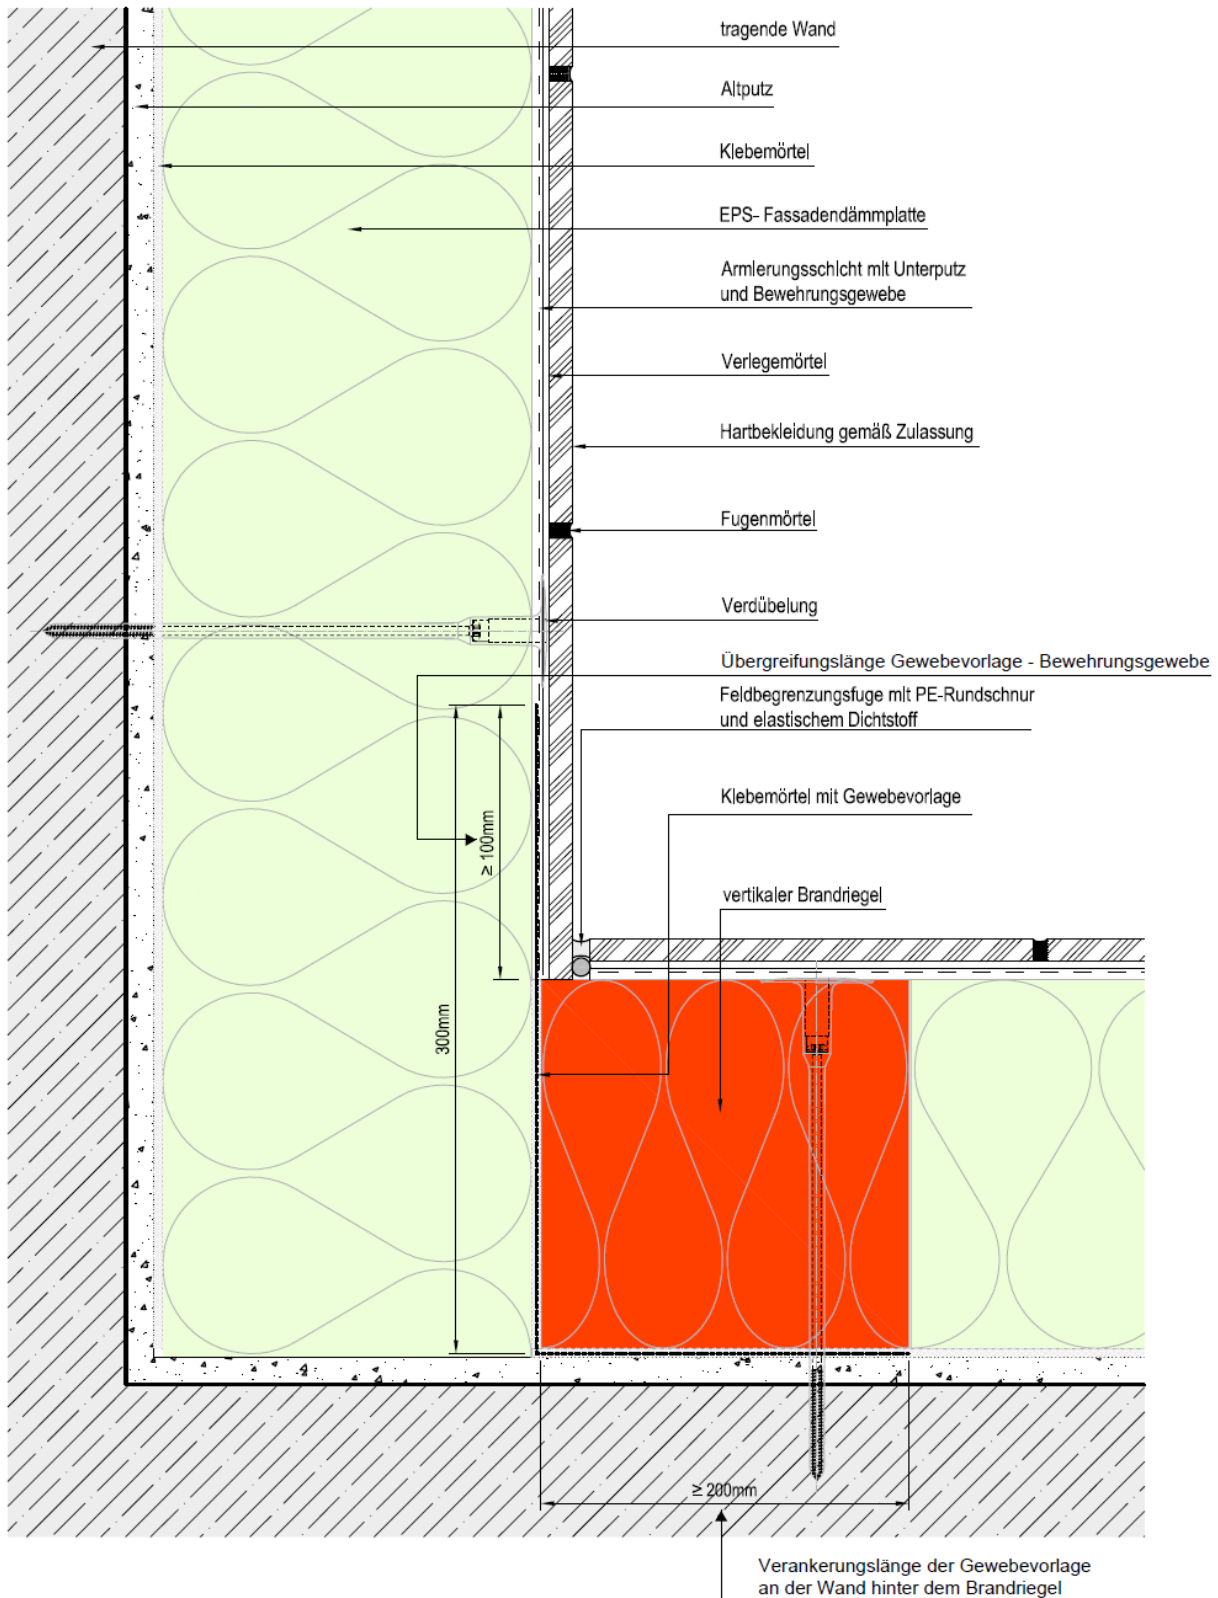 tragende Wand
Altputz
Klebemörtel
EPS- Fassadendämmplatte
Armierungsschicht mit Unterputz
und Bewehrungsgewebe
Verlegemörtel
Hartbekleidung gemäß Zulassung
Fugenmörtel
Verdübelung
Übergreifungslänge Gewebevorlage - Bewehrungsgewebe
Feldbegrenzungsfuge mit PE-Rundschnur
und elastischem Dichtstoff
Klebemörtel mit Gewebevorlage
≥ 100mm
vertikaler Brandriegel
300mm
≥ 200mm
Verankerungslänge der Gewebevorlage
an der Wand hinter dem Brandriegel